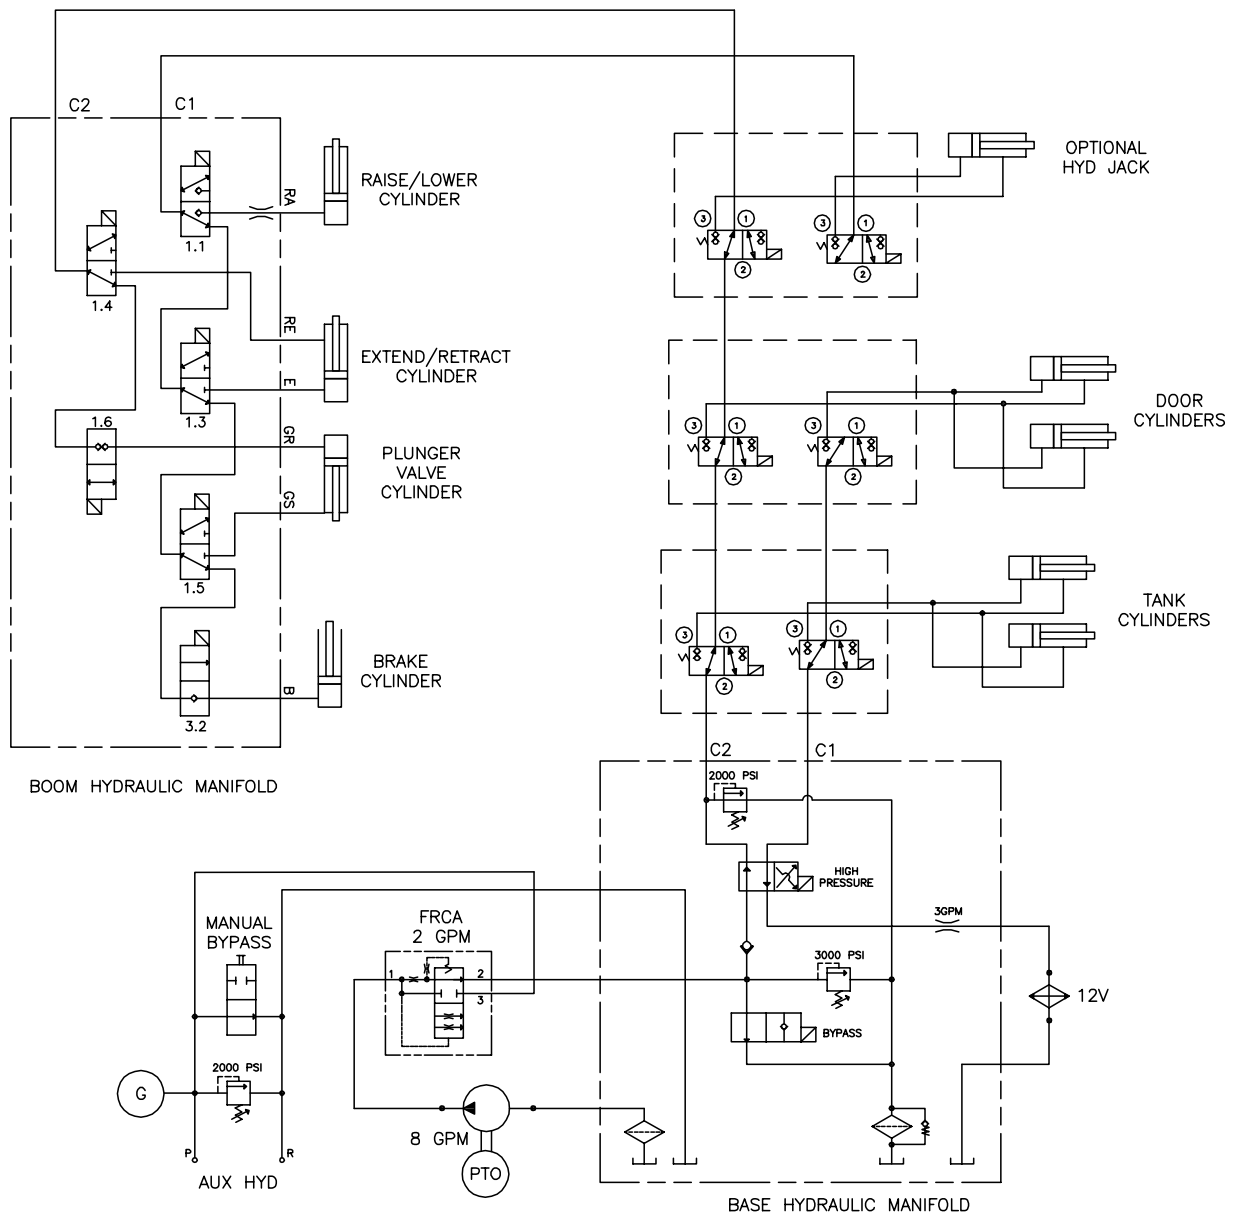 C2
C1
RA
RAISE/LOWER
CYLINDER
1.1
1.4
RE
EXTEND/RETRACT
CYLINDER
E
1.3
1.6
GR
PLUNGER
VALVE
CYLINDER
GS
1.5
BRAKE
CYLINDER
B
3.2
BOOM HYDRAULIC MANIFOLD
OPTIONAL
HYD JACK
3
1
3
1
2
2
DOOR
CYLINDERS
3
1
3
1
2
2
TANK
CYLINDERS
3
1
3
1
2
2
C2
C1
2000 PSI
HIGH
PRESSURE
3GPM
3000 PSI
12V
BYPASS
MANUAL
BYPASS
FRCA
2 GPM
1
2
3
2000 PSI
G
8 GPM
PTO
P
R
AUX HYD
BASE HYDRAULIC MANIFOLD